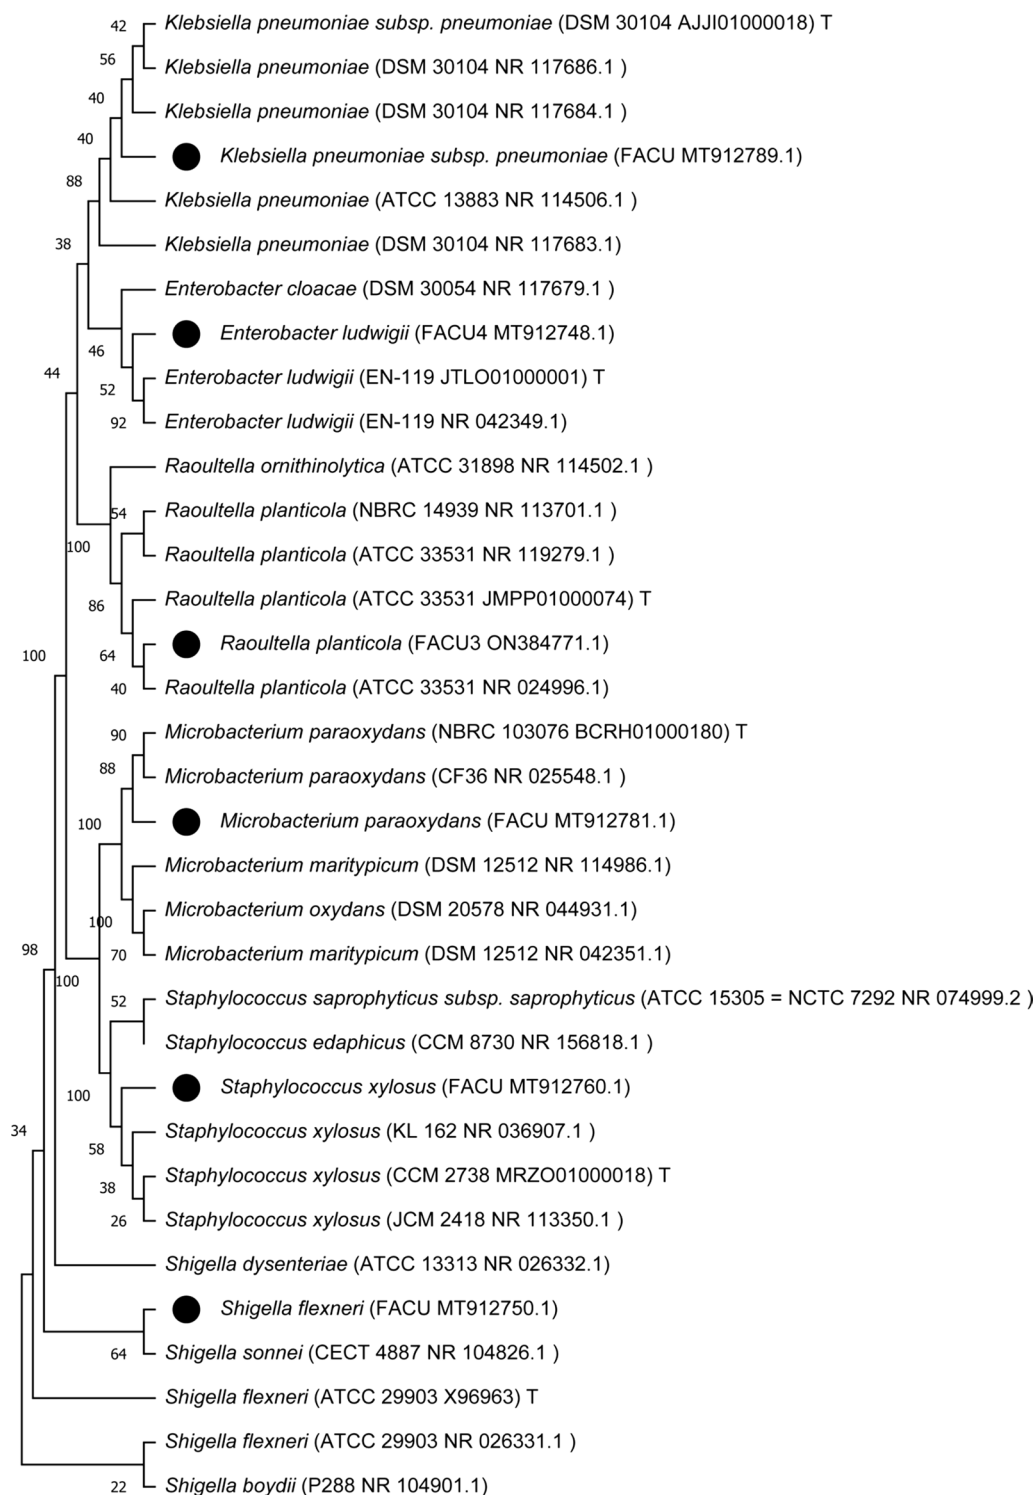 42 Klebsiella pneumoniae subsp. pneumoniae (DSM 30104 AJJI01000018) T
56
Klebsiella pneumoniae (DSM 30104 NR 117686.1 )
40
Klebsiella pneumoniae (DSM 30104 NR 117684.1 )
40
Klebsiella pneumoniae subsp. pneumoniae (FACU MT912789.1)
88
Klebsiella pneumoniae (ATCC 13883 NR 114506.1 )
38
Klebsiella pneumoniae (DSM 30104 NR 117683.1)
Enterobacter cloacae (DSM 30054 NR 117679.1 )
Enterobacter ludwigii (FACU4 MT912748.1)
46
44
Enterobacter ludwigii (EN-119 JTLO01000001) T
52
92 Enterobacter ludwigii (EN-119 NR 042349.1)
Raoultella ornithinolytica (ATCC 31898 NR 114502.1 )
54 Raoultella planticola (NBRC 14939 NR 113701.1 )
100
Raoultella planticola (ATCC 33531 NR 119279.1 )
86
Raoultella planticola (ATCC 33531 JMPP01000074) T
Raoultella planticola (FACU3 ON384771.1)
100
64
40 Raoultella planticola (ATCC 33531 NR 024996.1)
90 Microbacterium paraoxydans (NBRC 103076 BCRH01000180) T
88
Microbacterium paraoxydans (CF36 NR 025548.1 )
100
Microbacterium paraoxydans (FACU MT912781.1)
Microbacterium maritypicum (DSM 12512 NR 114986.1)
Microbacterium oxydans (DSM 20578 NR 044931.1)
100
98
70 Microbacterium maritypicum (DSM 12512 NR 042351.1)
100
52 Staphylococcus saprophyticus subsp. saprophyticus (ATCC 15305 = NCTC 7292 NR 074999.2 )
Staphylococcus edaphicus (CCM 8730 NR 156818.1 )
Staphylococcus xylosus (FACU MT912760.1)
100
34
Staphylococcus xylosus (KL 162 NR 036907.1 )
58
Staphylococcus xylosus (CCM 2738 MRZO01000018) T
38
26 Staphylococcus xylosus (JCM 2418 NR 113350.1 )
Shigella dysenteriae (ATCC 13313 NR 026332.1)
Shigella flexneri (FACU MT912750.1)
64 Shigella sonnei (CECT 4887 NR 104826.1 )
Shigella flexneri (ATCC 29903 X96963) T
Shigella flexneri (ATCC 29903 NR 026331.1 )
22 Shigella boydii (P288 NR 104901.1)